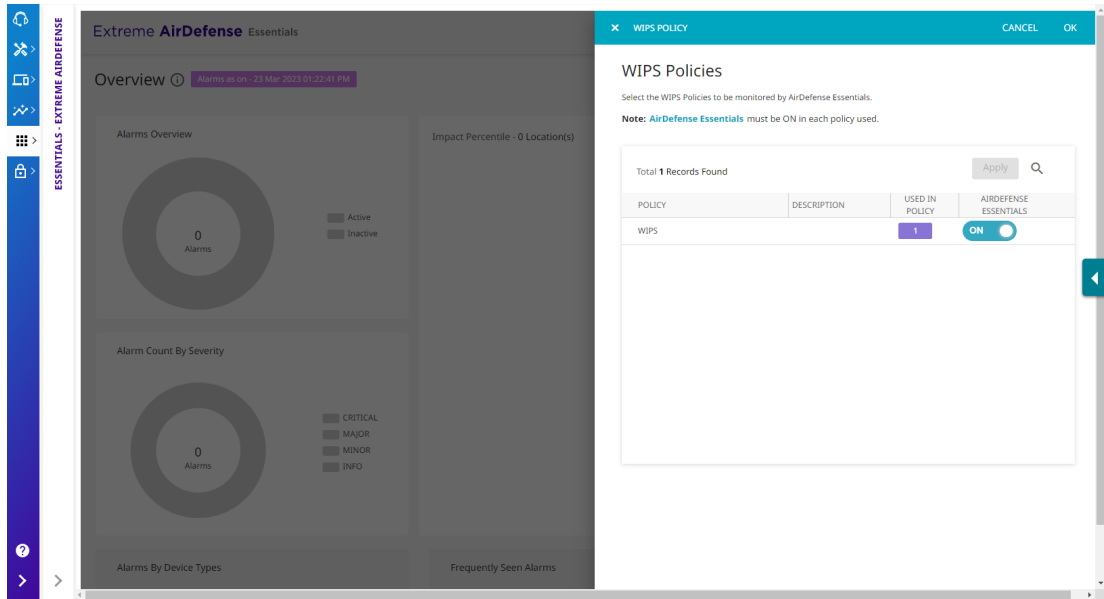 ESSENTIALS - EXTREME AIRDEFENSE
Extreme AirDefense Essentials
Overview
Alarms as on - 23 Mar 2023 01:22:41 PM
Alarms Overview
0
Alarms
Active
Inactive
Impact Percentile - 0 Location(s)
Alarm Count By Severity
0
Alarms
CRITICAL
MAJOR
MINOR
INFO
Alarms By Device Types
Frequently Seen Alarms
WIPS POLICY
CANCEL
OK
WIPS Policies
Select the WIPS Policies to be monitored by AirDefense Essentials.
Note: AirDefense Essentials must be ON in each policy used.
Total 1 Records Found
Apply
POLICY
DESCRIPTION
USED IN
POLICY
AIRDEFENSE
ESSENTIALS
WIPS
1
ON